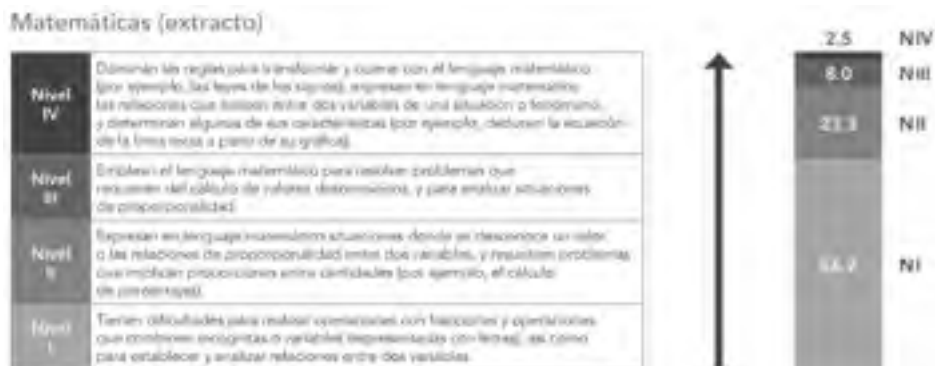 Matemáticas (extracto)
Nivel
IV
Dominan las reglas para transformar y operar con el lenguaje matemático
(por ejemplo, las leyes de los signos); expresan en lenguaje matemático
las relaciones que existen entre dos variables de una situación o fenómeno,
y determinan algunas de sus características (por ejemplo, deducen la ecuación
de la línea recta a partir de su gráfica).
Nivel
III
Emplean el lenguaje matemático para resolver problemas que
requieren del cálculo de valores desconocidos, y para analizar situaciones
de proporcionalidad.
Nivel
II
Expresan en lenguaje matemático situaciones donde se desconoce un valor
o las relaciones de proporcionalidad entre dos variables, y resuelven problemas
que implican proporciones entre cantidades (por ejemplo, el cálculo
de porcentajes).
Nivel
I
Tienen dificultades para realizar operaciones con fracciones y operaciones
que combinen incógnitas o variables (representadas con letras), así como
para establecer y analizar relaciones entre dos variables.
2.5 NIV
8.0 NIII
23.3 NII
66.2 NI